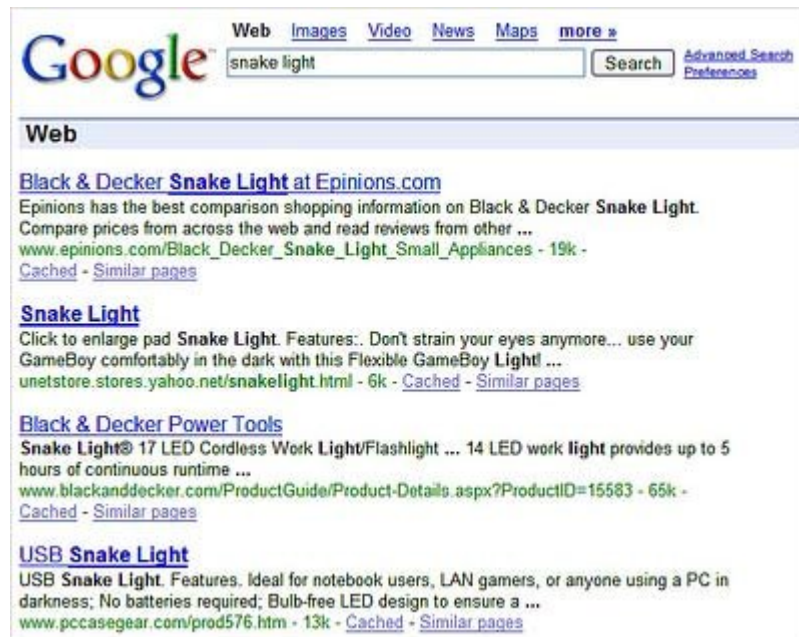 Web Images Video News Maps more »
Google™
snake light Search Advanced Search
Preferences
Web
Black & Decker Snake Light at Epinions.com
Epinions has the best comparison shopping information on Black & Decker Snake Light.
Compare prices from across the web and read reviews from other ...
www.epinions.com/Black_Decker_Snake_Light_Small_Appliances - 19k -
Cached - Similar pages
Snake Light
Click to enlarge pad Snake Light. Features:. Don't strain your eyes anymore... use your
GameBoy comfortably in the dark with this Flexible GameBoy Light! ...
unetstore.stores.yahoo.net/snakelight.html - 6k - Cached - Similar pages
Black & Decker Power Tools
Snake Light® 17 LED Cordless Work Light/Flashlight ... 14 LED work light provides up to 5
hours of continuous runtime ...
www.blackanddecker.com/ProductGuide/Product-Details.aspx?ProductID=15583 - 65k -
Cached - Similar pages
USB Snake Light
USB Snake Light. Features. Ideal for notebook users, LAN gamers, or anyone using a PC in
darkness; No batteries required; Bulb-free LED design to ensure a ...
www.pccasegear.com/prod576.htm - 13k - Cached - Similar pages